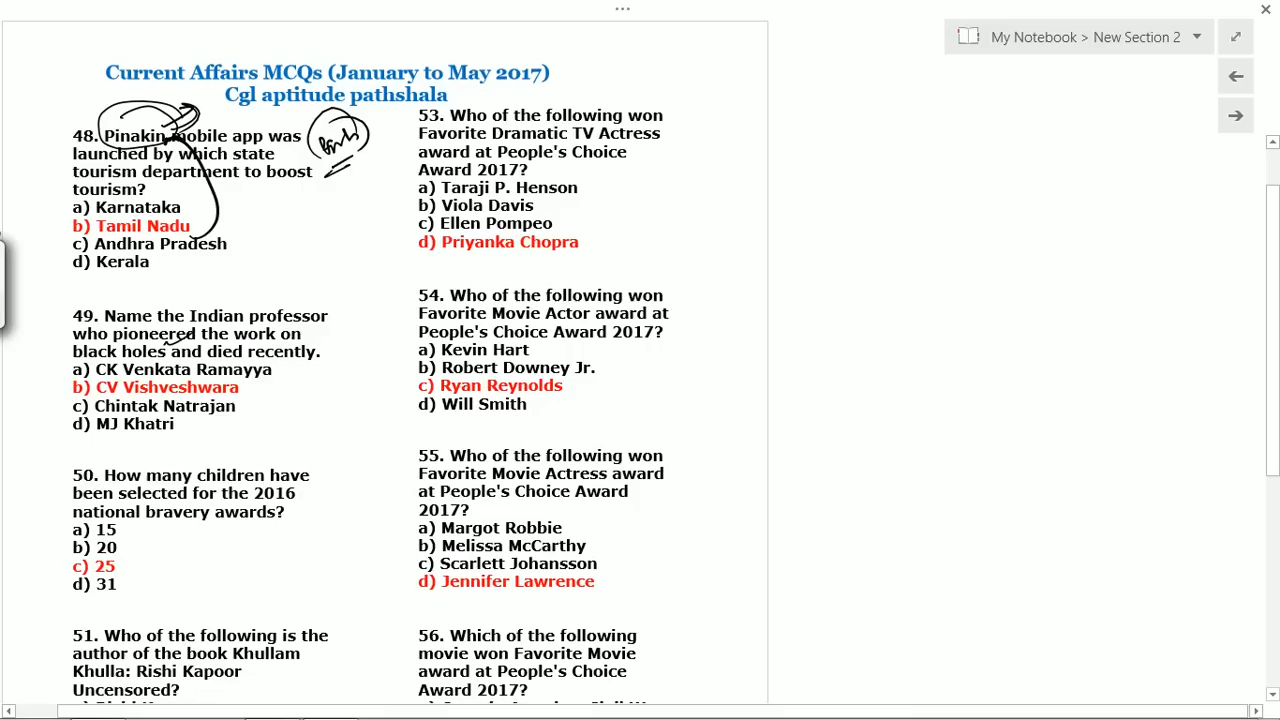 My Notebook > New Section 2
Current Affairs MCQs (January to May 2017)
Cgl aptitude pathshala
48. Pinakin mobile app was
launched by which state
tourism department to boost
tourism?
a) Karnataka
b) Tamil Nadu
c) Andhra Pradesh
d) Kerala
49. Name the Indian professor
who pioneered the work on
black holes and died recently.
a) CK Venkata Ramayya
b) CV Vishveshwara
c) Chintak Natrajan
d) MJ Khatri
50. How many children have
been selected for the 2016
national bravery awards?
a) 15
b) 20
c) 25
d) 31
51. Who of the following is the
author of the book Khullam
Khulla: Rishi Kapoor
Uncensored?
53. Who of the following won
Favorite Dramatic TV Actress
award at People's Choice
Award 2017?
a) Taraji P. Henson
b) Viola Davis
c) Ellen Pompeo
d) Priyanka Chopra
54. Who of the following won
Favorite Movie Actor award at
People's Choice Award 2017?
a) Kevin Hart
b) Robert Downey Jr.
c) Ryan Reynolds
d) Will Smith
55. Who of the following won
Favorite Movie Actress award
at People's Choice Award
2017?
a) Margot Robbie
b) Melissa McCarthy
c) Scarlett Johansson
d) Jennifer Lawrence
56. Which of the following
movie won Favorite Movie
award at People's Choice
Award 2017?